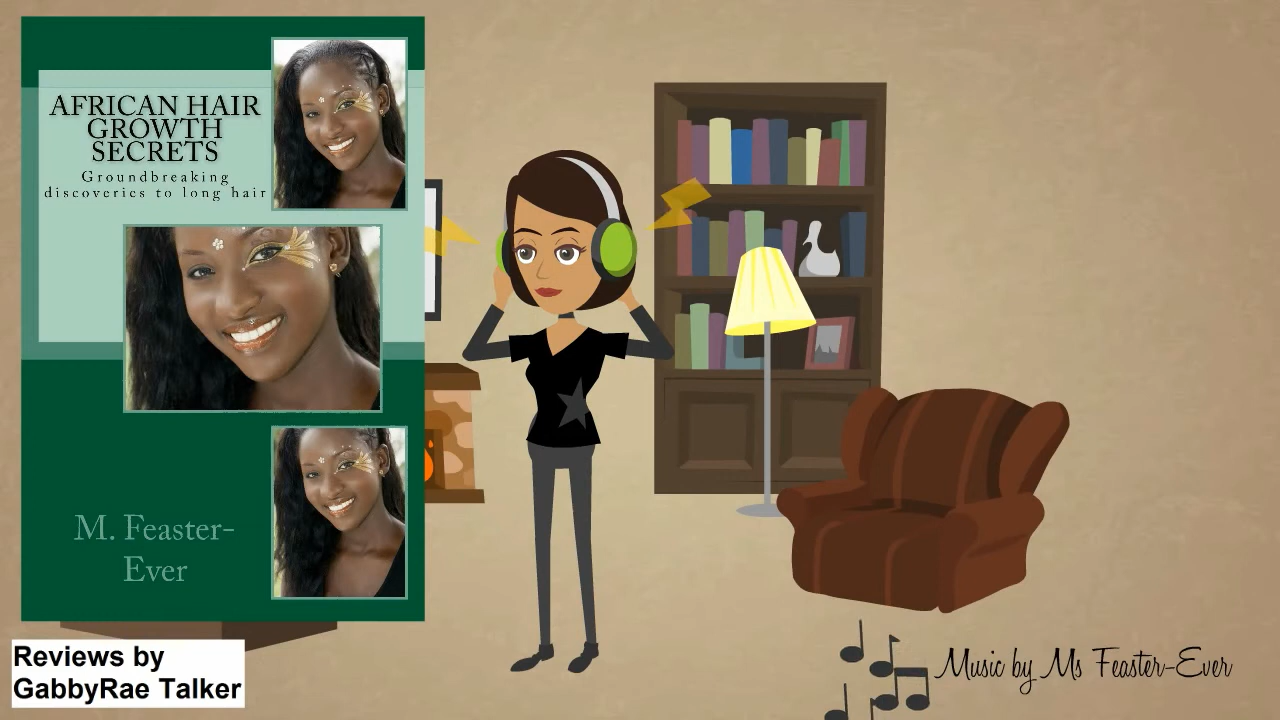 AFRICAN HAIR
GROWTH
SECRETS
Groundbreaking
discoveries to long hair
M. Feaster-
Ever
Reviews by
GabbyRae Talker
Music by Ms Feaster-Ever